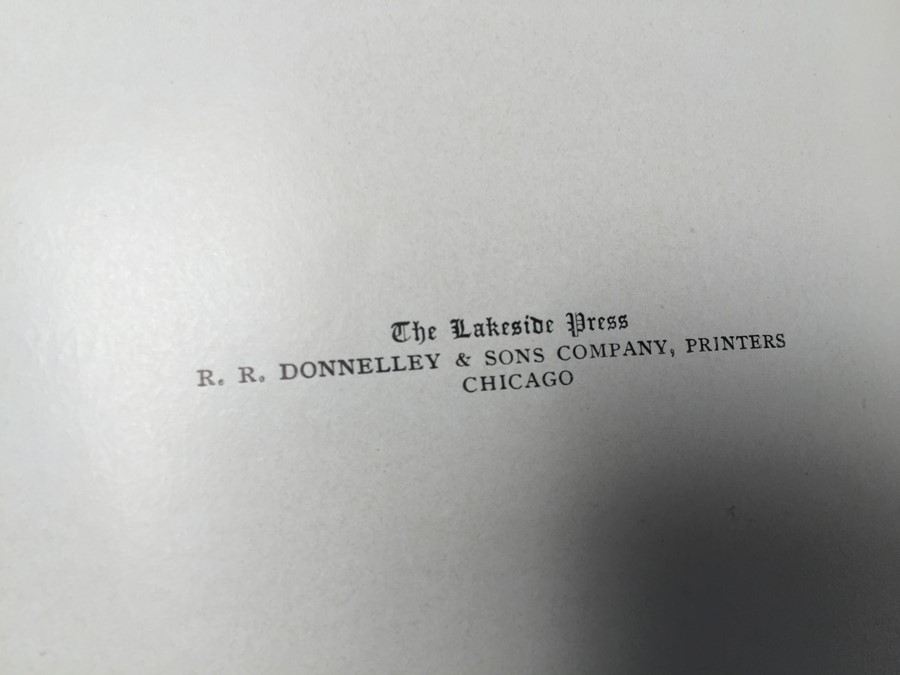 The Lakeside Press
R. R. DONNELLEY & SONS COMPANY, PRINTERS
CHICAGO